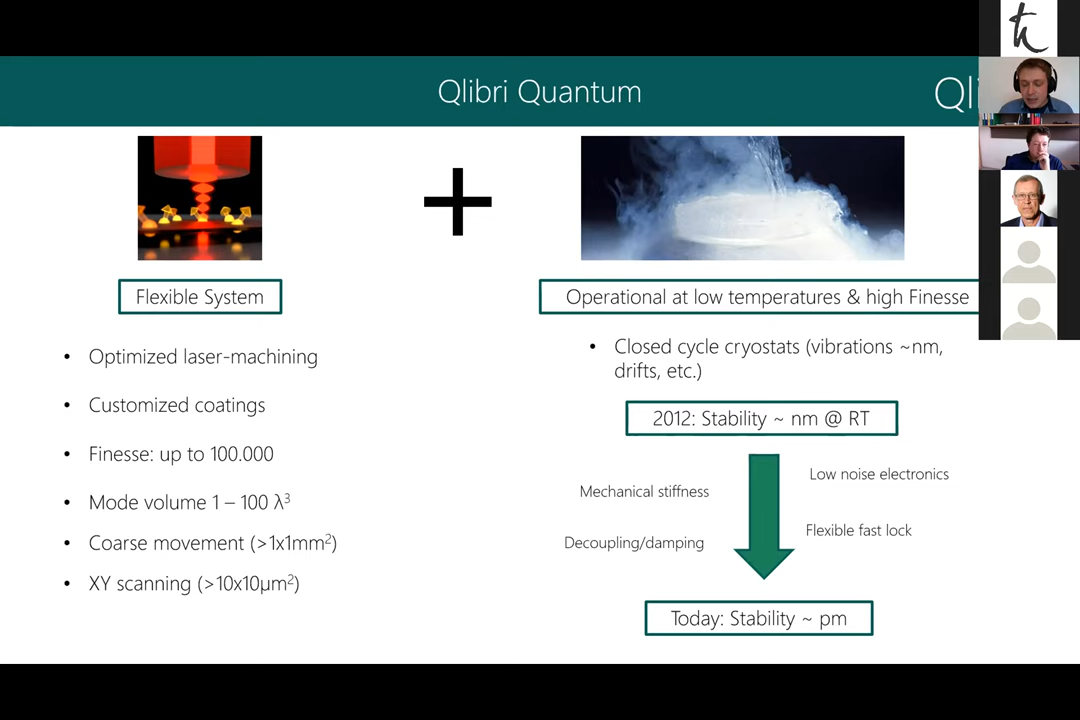 Qlibri Quantum
Flexible System
• Optimized laser-machining
• Customized coatings
• Finesse: up to 100.000
• Mode volume 1 – 100 λ³
• Coarse movement (>1x1mm²)
• XY scanning (>10x10μm²)
Operational at low temperatures & high Finesse
• Closed cycle cryostats (vibrations ~nm,
drifts, etc.)
2012: Stability ~ nm @ RT
Mechanical stiffness
Low noise electronics
Decoupling/damping
Flexible fast lock
Today: Stability ~ pm